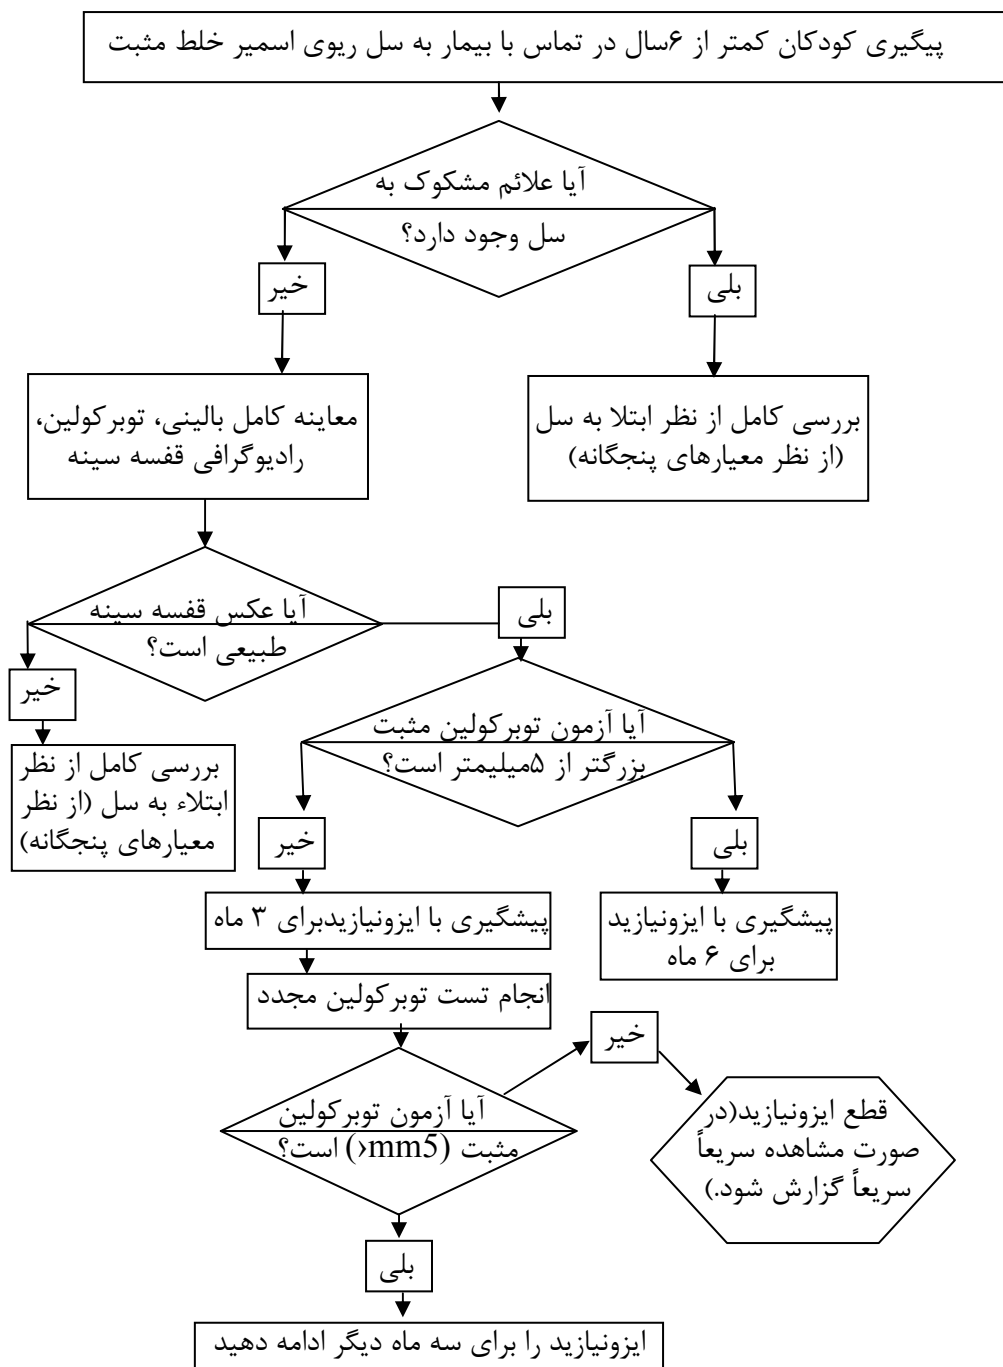 پیگیری کودکان کمتر از ۶سال در تماس با بیمار به سل ریوی اسمیر خلط مثبت
آیا علائم مشکوک به
سل وجود دارد؟
خیر
بلی
معاینه کامل بالینی، توبرکولین،
رادیوگرافی قفسه سینه
بررسی کامل از نظر ابتلا به سل
(از نظر معیارهای پنجگانه)
آیا عکس قفسه سینه
طبیعی است؟
بلی
خیر
بررسی کامل از نظر
ابتلاء به سل (از نظر
معیارهای پنجگانه)
آیا آزمون توبرکولین مثبت
بزرگتر از ۵میلیمتر است؟
خیر
بلی
پیشگیری با ایزونیازیدبرای ۳ ماه
پیشگیری با ایزونیازید
برای ۶ ماه
انجام تست توبرکولین مجدد
خیر
آیا آزمون توبرکولین
مثبت (›mm5) است؟
قطع ایزونیازید(در
صورت مشاهده سریعاً
سریعاً گزارش شود.)
بلی
ایزونیازید را برای سه ماه دیگر ادامه دهید